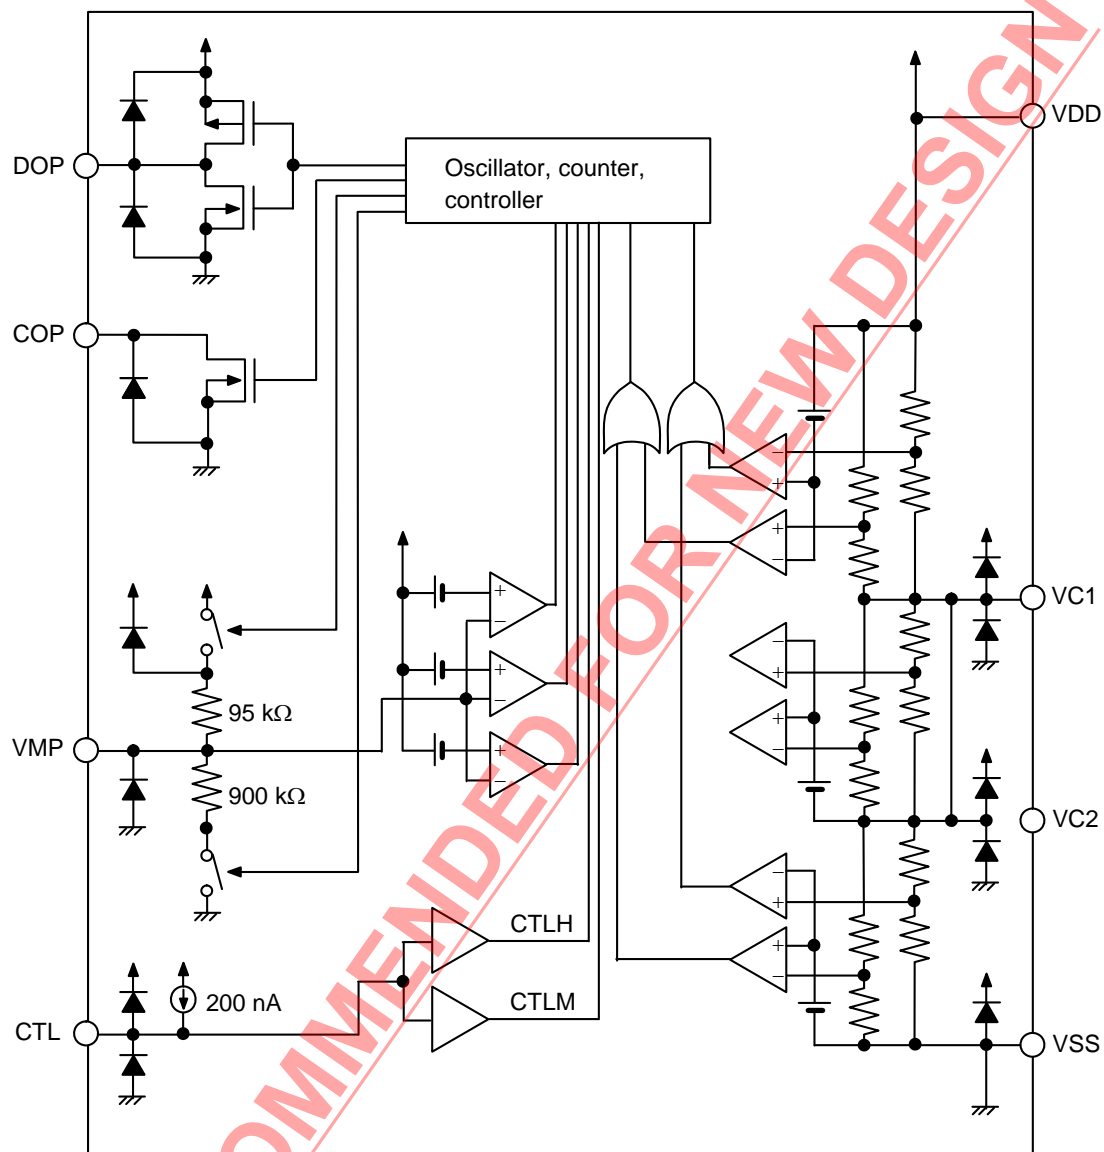 DOP
COP
VMP
CTL
Oscillator, counter,
controller
95 kΩ
900 kΩ
200 nA
CTLH
CTLM
VDD
VC1
VC2
VSS
+
−
+
−
+
−
−
+
+
−
−
+
+
−
−
+
+
−
OMMENDED FOR NEW DESIGN